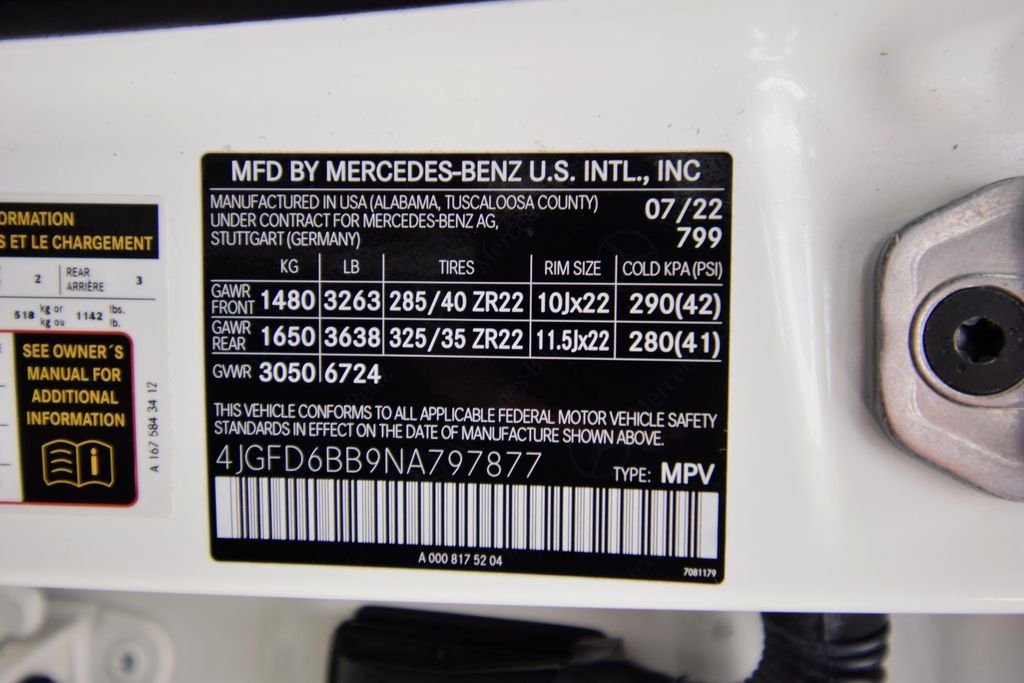 MFD BY MERCEDES-BENZ U.S. INTL., INC
MANUFACTURED IN USA (ALABAMA, TUSCALOOSA COUNTY) 07/22
UNDER CONTRACT FOR MERCEDES-BENZ AG,
STUTTGART (GERMANY) 799
KG LB TIRES RIM SIZE COLD KPA (PSI)
GAWR FRONT 1480 3263 285/40 ZR22 10Jx22 290(42)
GAWR REAR 1650 3638 325/35 ZR22 11.5Jx22 280(41)
GVWR 3050 6724
THIS VEHICLE CONFORMS TO ALL APPLICABLE FEDERAL MOTOR VEHICLE SAFETY
STANDARDS IN EFFECT ON THE DATE OF MANUFACTURE SHOWN ABOVE.
4JGFD6BB9NA797877 TYPE: MPV
A 000 817 52 04
7081179
ORMATION
S ET LE CHARGEMENT
2 REAR ARRIÈRE 3
518 kg or kg ou 1142 lbs. lb.
SEE OWNER´S
MANUAL FOR
ADDITIONAL
INFORMATION
i
A 167 584 34 12